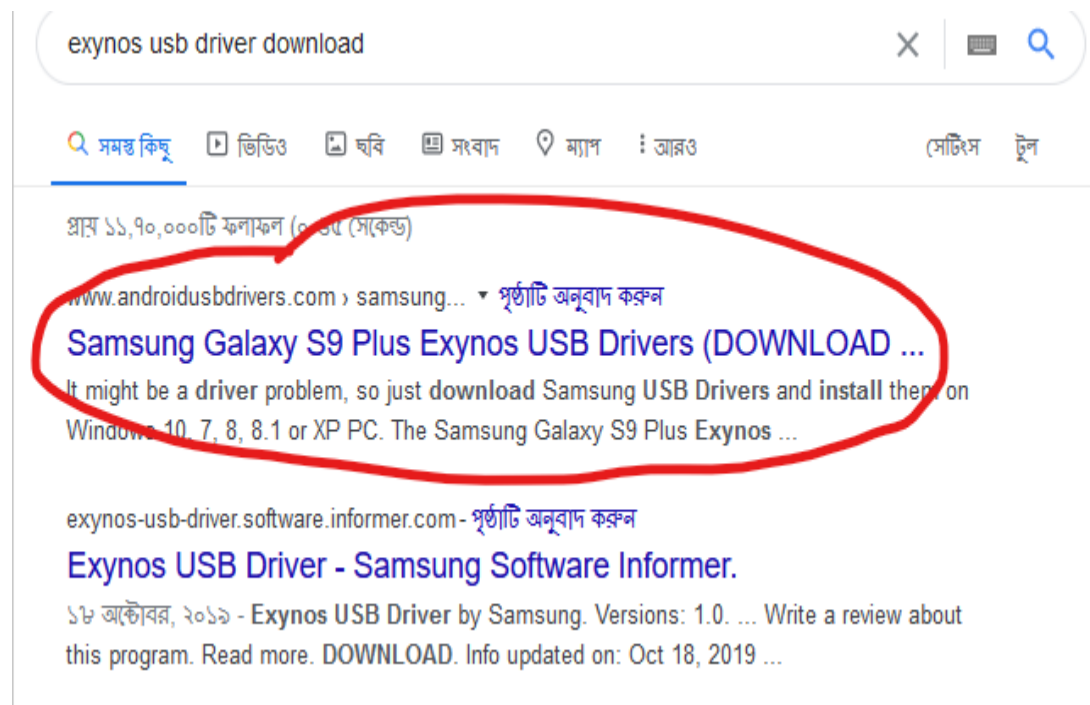 exynos usb driver download
সমস্ত কিছু ভিডিও ছবি সংবাদ ম্যাপ আরও সেটিংস টুল
প্রায় ১১,৭০,০০০টি ফলাফল (০ সেকেন্ড)
www.androidusbdrivers.com › samsung... পৃষ্ঠাটি অনুবাদ করুন
Samsung Galaxy S9 Plus Exynos USB Drivers (DOWNLOAD ...
It might be a driver problem, so just download Samsung USB Drivers and install them on
Windows 10, 7, 8, 8.1 or XP PC. The Samsung Galaxy S9 Plus Exynos ...
exynos-usb-driver.software.informer.com - পৃষ্ঠাটি অনুবাদ করুন
Exynos USB Driver - Samsung Software Informer.
১৮ অক্টোবর, ২০১৯ - Exynos USB Driver by Samsung. Versions: 1.0. ... Write a review about
this program. Read more. DOWNLOAD. Info updated on: Oct 18, 2019 ...